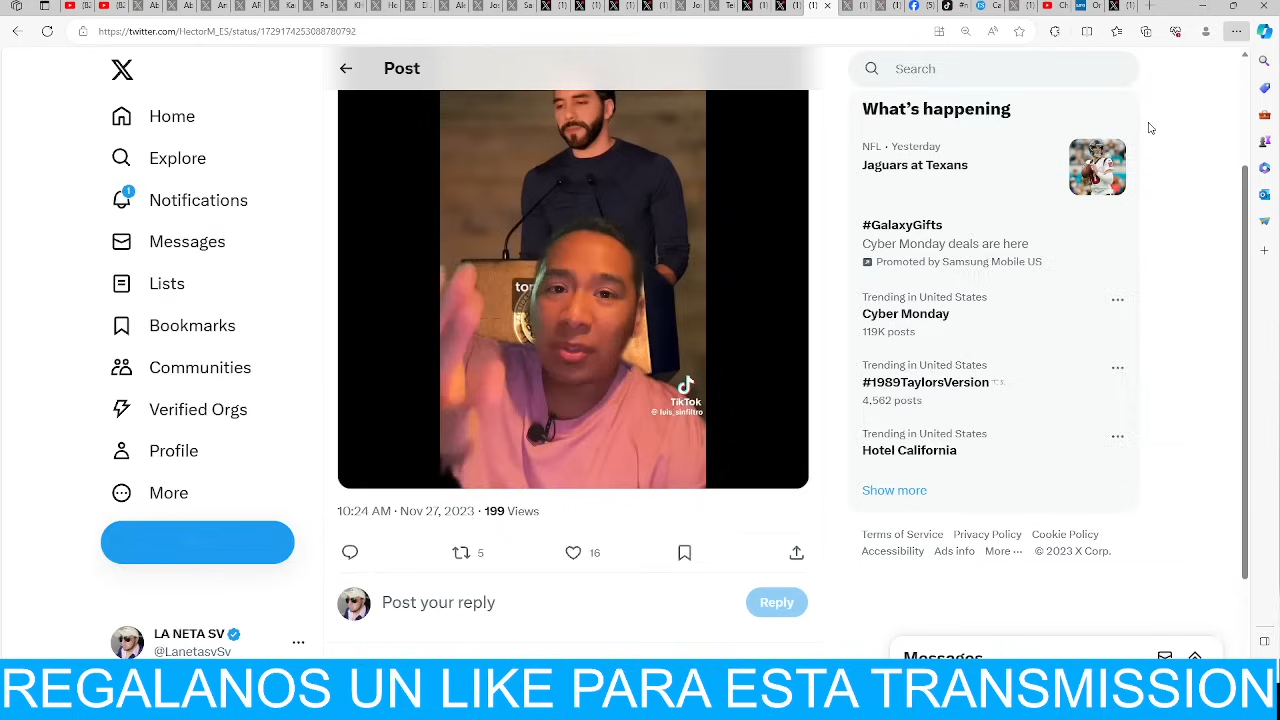 https://twitter.com/HectorM_ES/status/1729174253088780792
Home
Explore
1
Notifications
Messages
Lists
Bookmarks
Communities
Verified Orgs
Profile
More
LA NETA SV
@LanetasvSv
Post
TikTok
@ luis_sinfiltro
10:24 AM · Nov 27, 2023 · 199 Views
5
16
Post your reply
Reply
Search
What's happening
NFL · Yesterday
Jaguars at Texans
#GalaxyGifts
Cyber Monday deals are here
Promoted by Samsung Mobile US
Trending in United States
Cyber Monday
119K posts
Trending in United States
#1989TaylorsVersion
4,562 posts
Trending in United States
Hotel California
Show more
Terms of Service Privacy Policy Cookie Policy
Accessibility Ads info More ··· © 2023 X Corp.
Messages
REGALANOS UN LIKE PARA ESTA TRANSMISSION